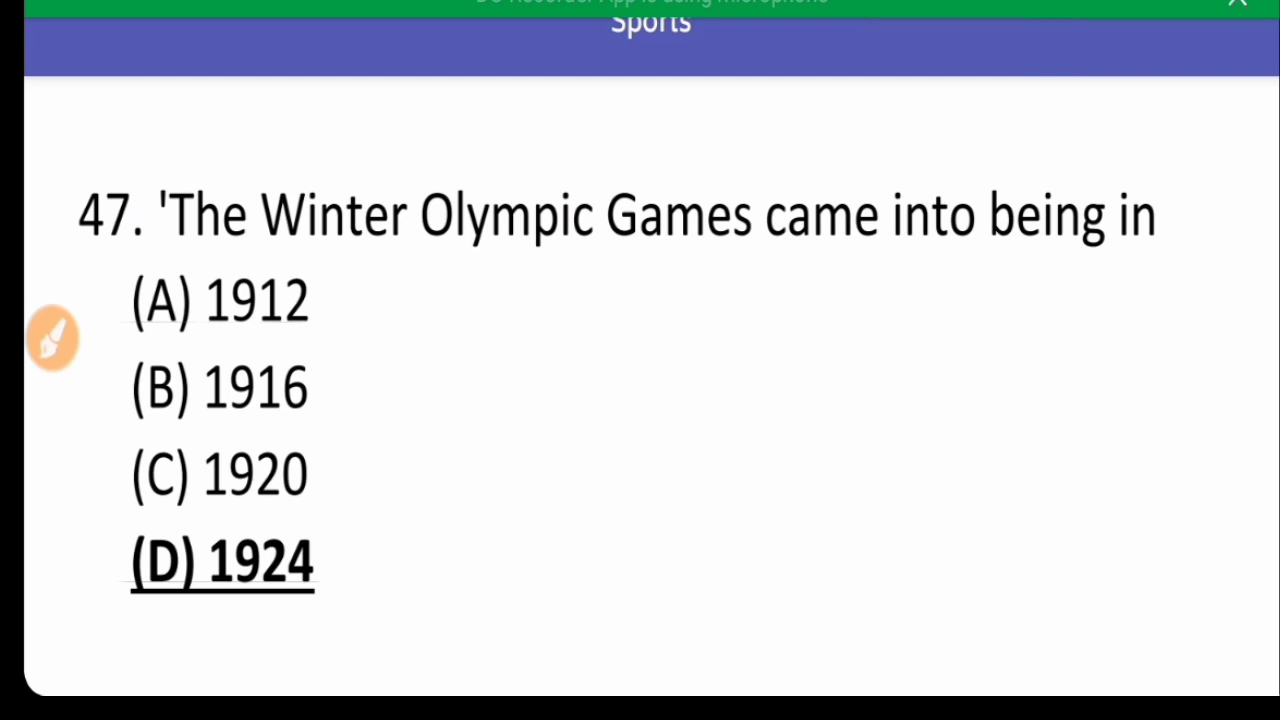 Sports
47. 'The Winter Olympic Games came into being in
(A) 1912
(B) 1916
(C) 1920
(D) 1924